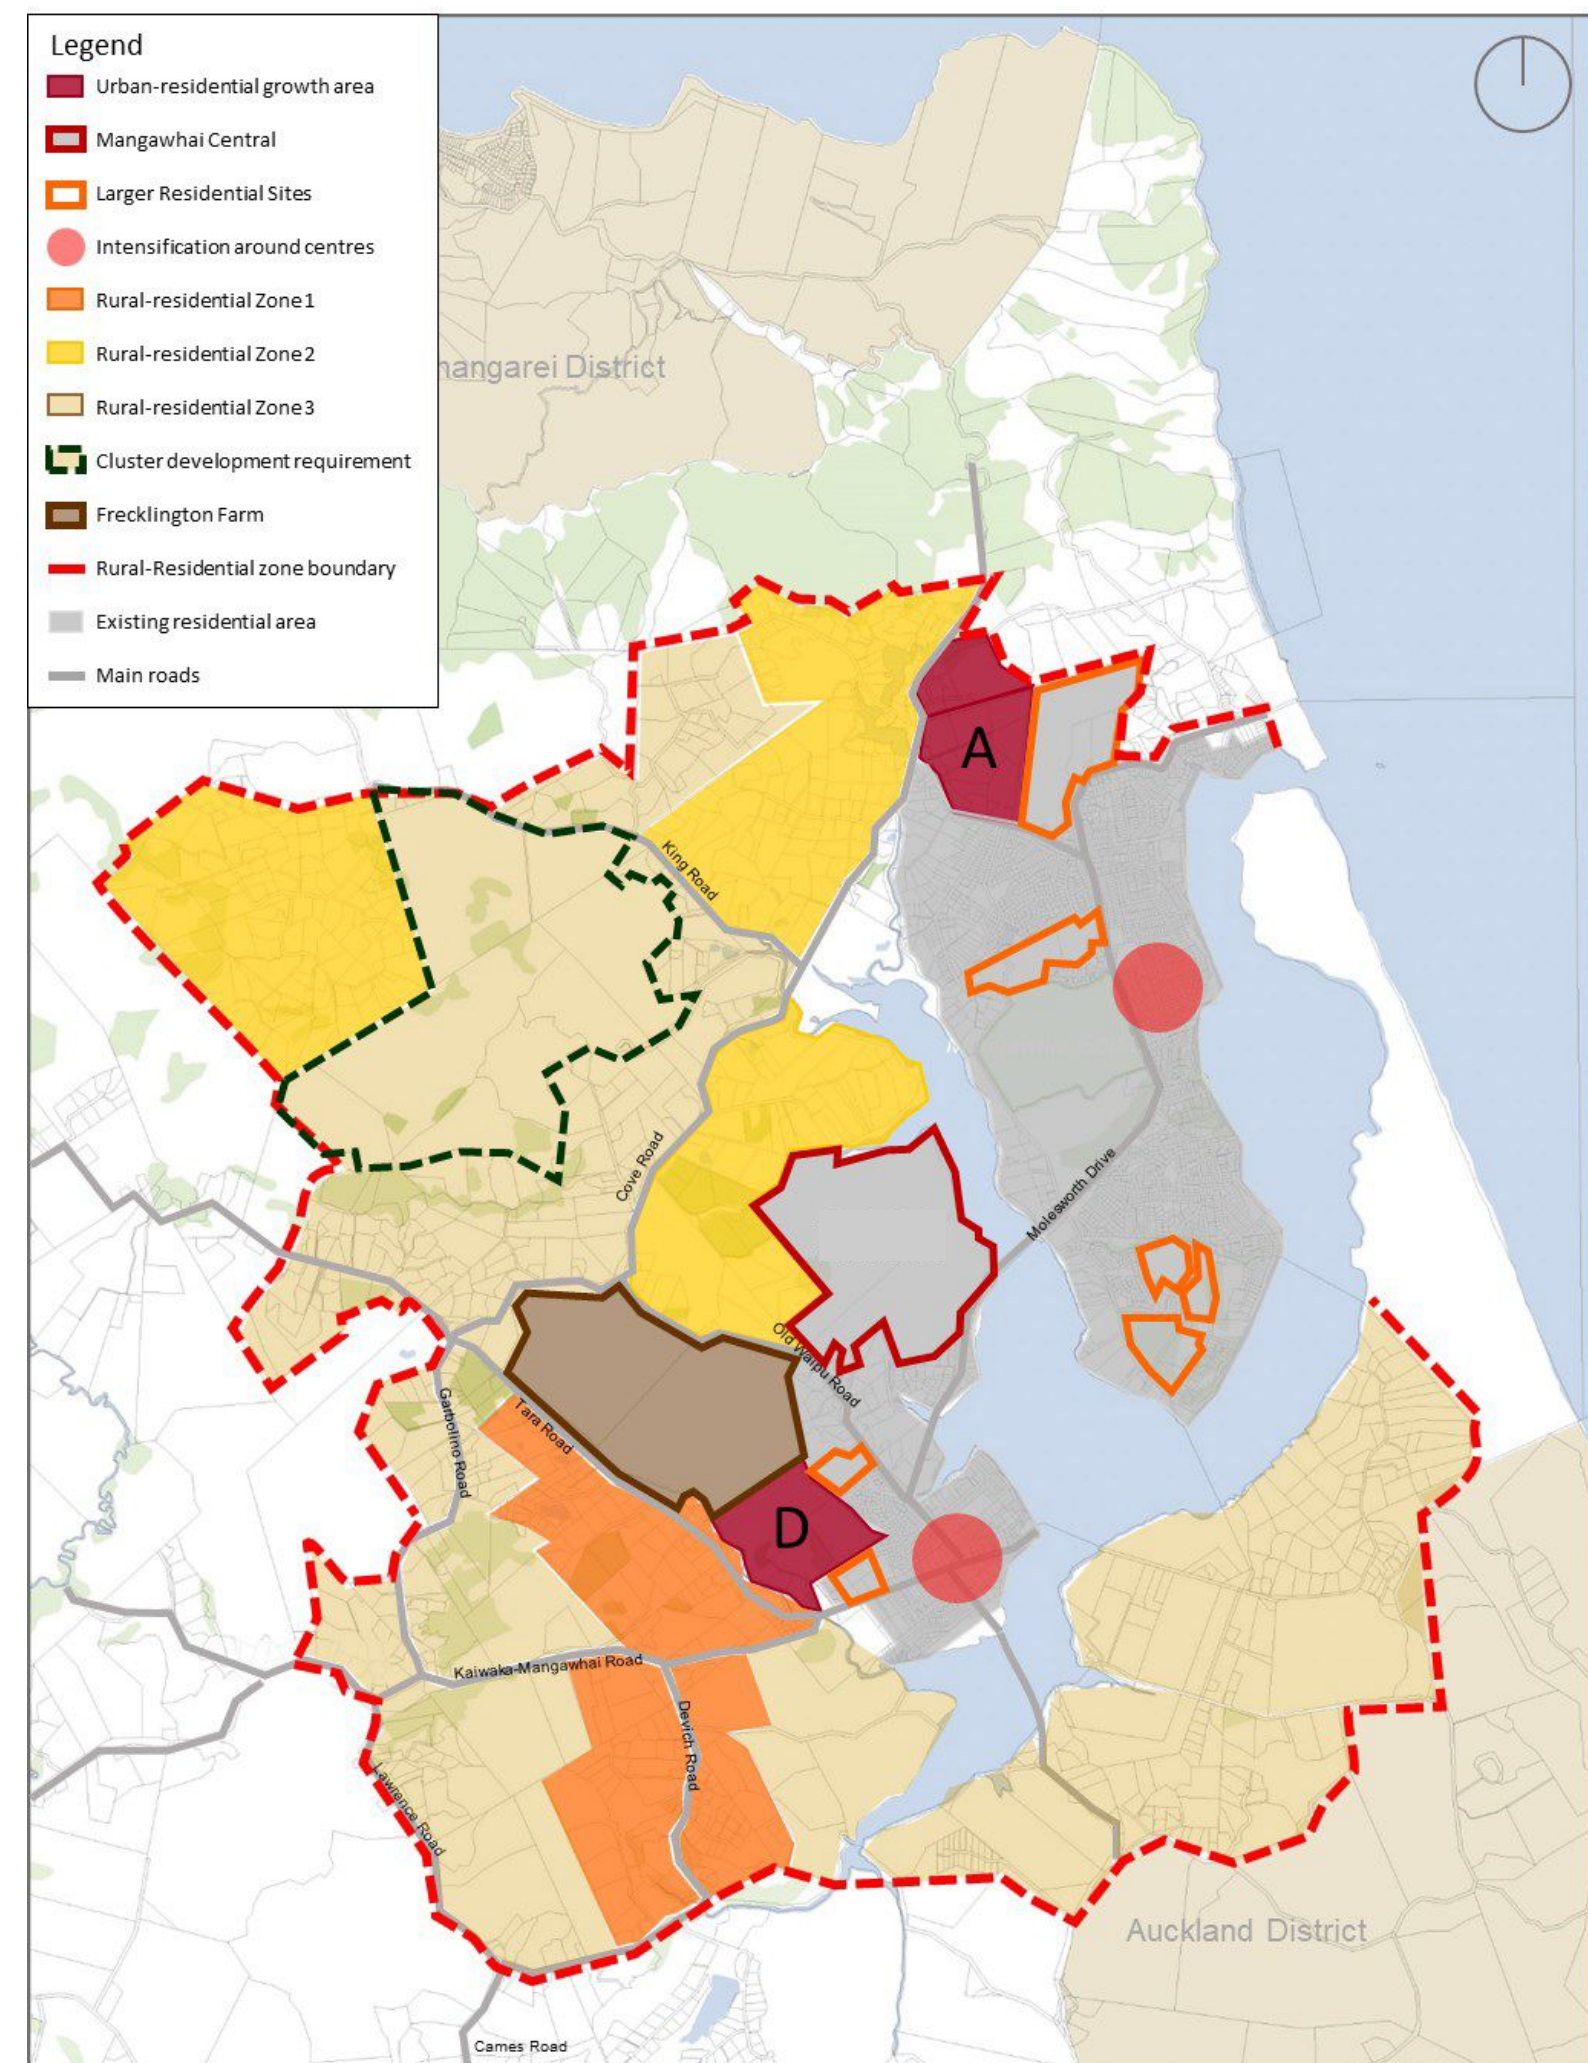 Legend
Urban-residential growth area
Mangawhai Central
Larger Residential Sites
Intensification around centres
Rural-residential Zone 1
Rural-residential Zone 2
Rural-residential Zone 3
Cluster development requirement
Frecklington Farm
Rural-Residential zone boundary
Existing residential area
Main roads
hangarei District
A
King Road
Cove Road
Molesworth Drive
Old Waipu Road
Garbolino Road
Tara Road
D
Kaiwaka-Mangawhai Road
Devich Road
Lawrence Road
Auckland District
Cames Road